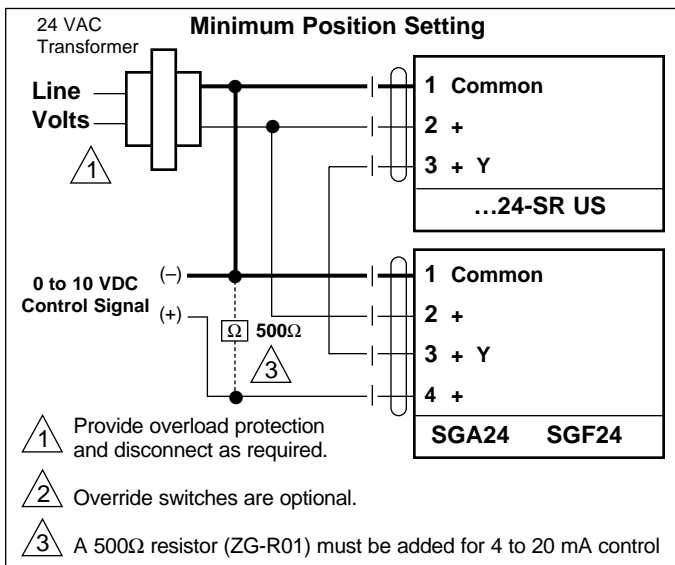 Minimum Position Setting
24 VAC
Transformer
Line
Volts
1
1 Common
2 +
3 + Y
...24-SR US
0 to 10 VDC
Control Signal
(–)
(+)
Ω 500Ω
3
1 Common
2 +
3 + Y
4 +
SGA24 SGF24
1 Provide overload protection
and disconnect as required.
2 Override switches are optional.
3 A 500Ω resistor (ZG-R01) must be added for 4 to 20 mA control